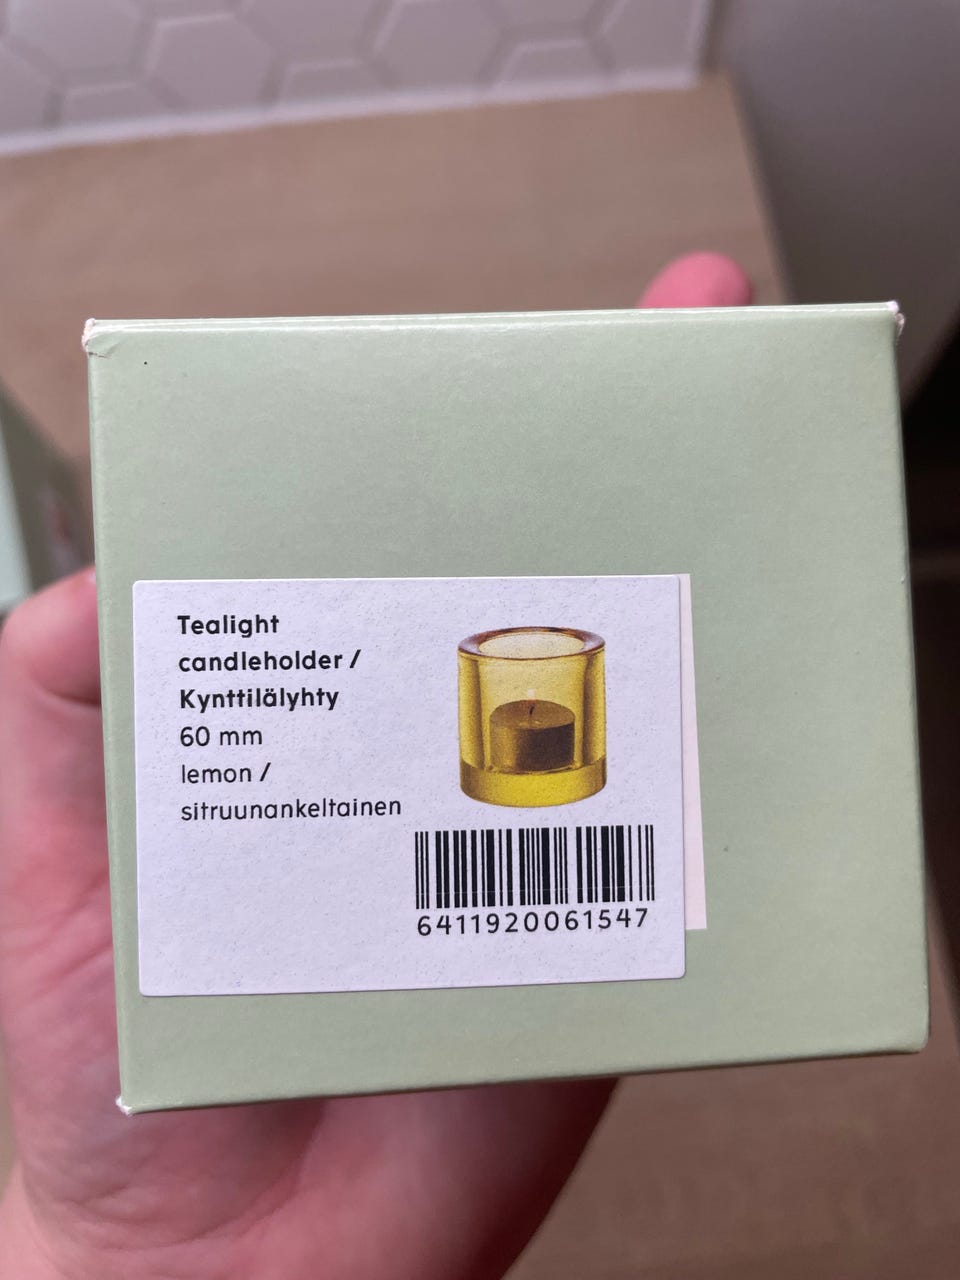 Tealight
candleholder /
Kynttilälyhty
60 mm
lemon /
sitruunankeltainen
6411920061547